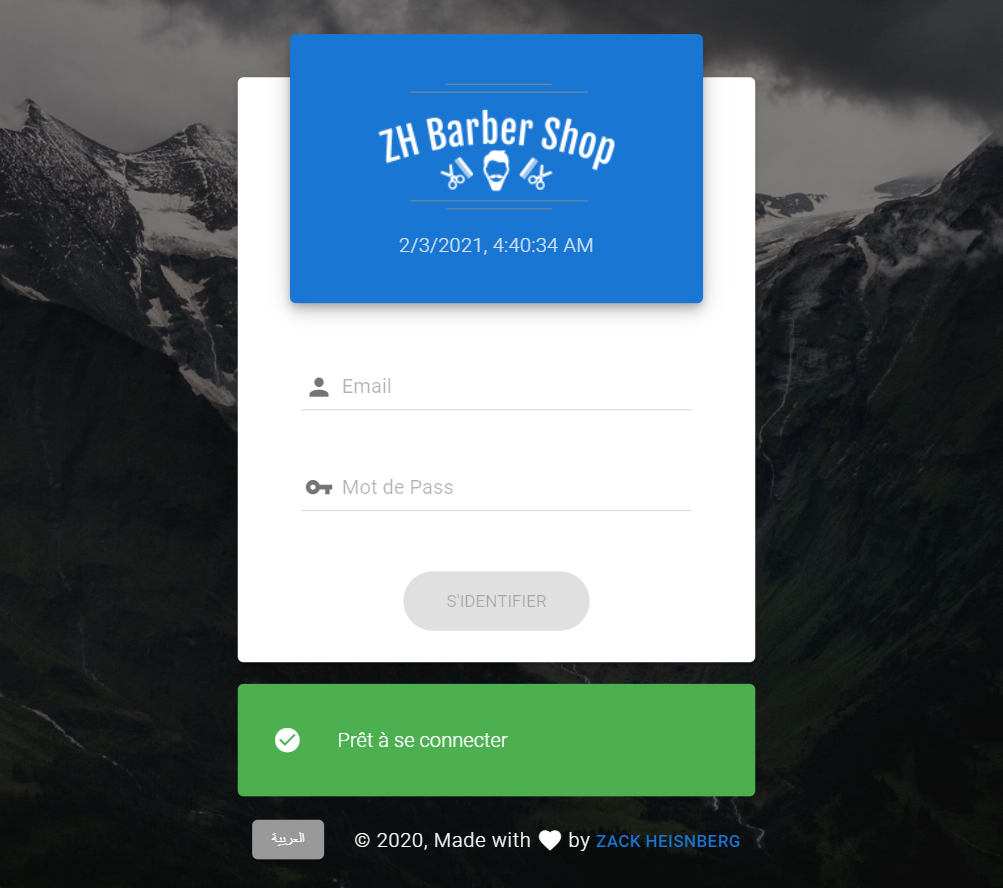 ZH Barber Shop
2/3/2021, 4:40:34 AM
Email
Mot de Pass
S'IDENTIFIER
Prêt à se connecter
العربية
© 2020, Made with by ZACK HEISNBERG